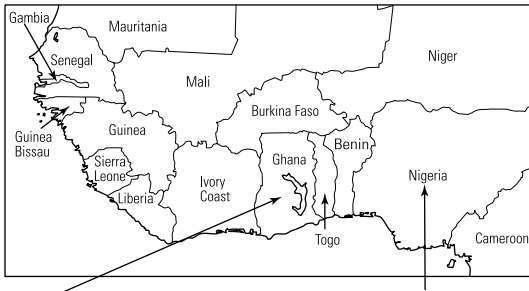 Gambia
Mauritania
Senegal
Mali
Niger
Burkina Faso
Guinea
Bissau
Guinea
Benin
Ghana
Sierra
Leone
Ivory
Coast
Nigeria
Liberia
Togo
Cameroon